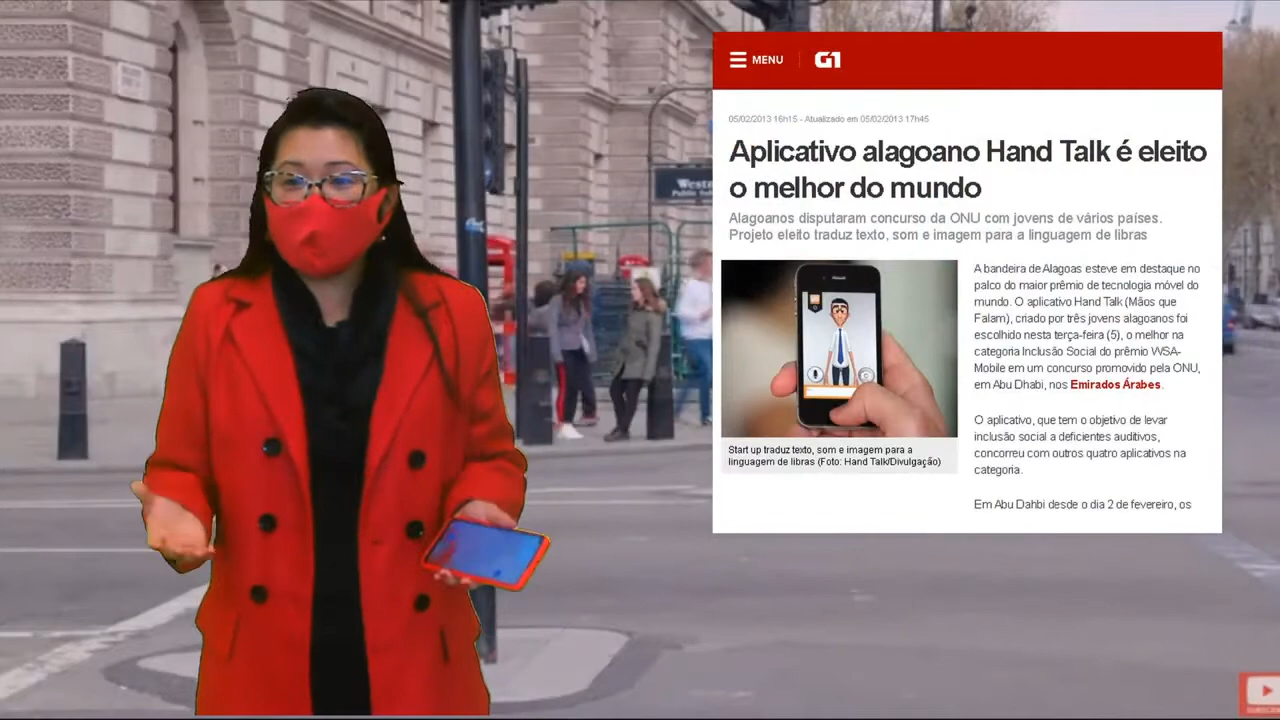 MENU
G1
05/02/2013 16h15 - Atualizado em 05/02/2013 17h45
Aplicativo alagoano Hand Talk é eleito
o melhor do mundo
Alagoanos disputaram concurso da ONU com jovens de vários países.
Projeto eleito traduz texto, som e imagem para a linguagem de libras
Start up traduz texto, som e imagem para a
linguagem de libras (Foto: Hand Talk/Divulgação)
A bandeira de Alagoas esteve em destaque no
palco do maior prêmio de tecnologia móvel do
mundo. O aplicativo Hand Talk (Mãos que
Falam), criado por três jovens alagoanos foi
escolhido nesta terça-feira (5), o melhor na
categoria Inclusão Social do prêmio WSA-
Mobile em um concurso promovido pela ONU,
em Abu Dhabi, nos Emirados Árabes.
O aplicativo, que tem o objetivo de levar
inclusão social a deficientes auditivos,
concorreu com outros quatro aplicativos na
categoria.
Em Abu Dahbi desde o dia 2 de fevereiro, os